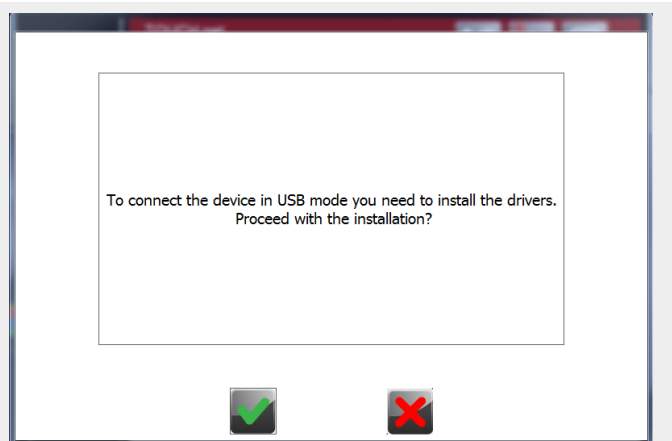 To connect the device in USB mode you need to install the drivers.
Proceed with the installation?